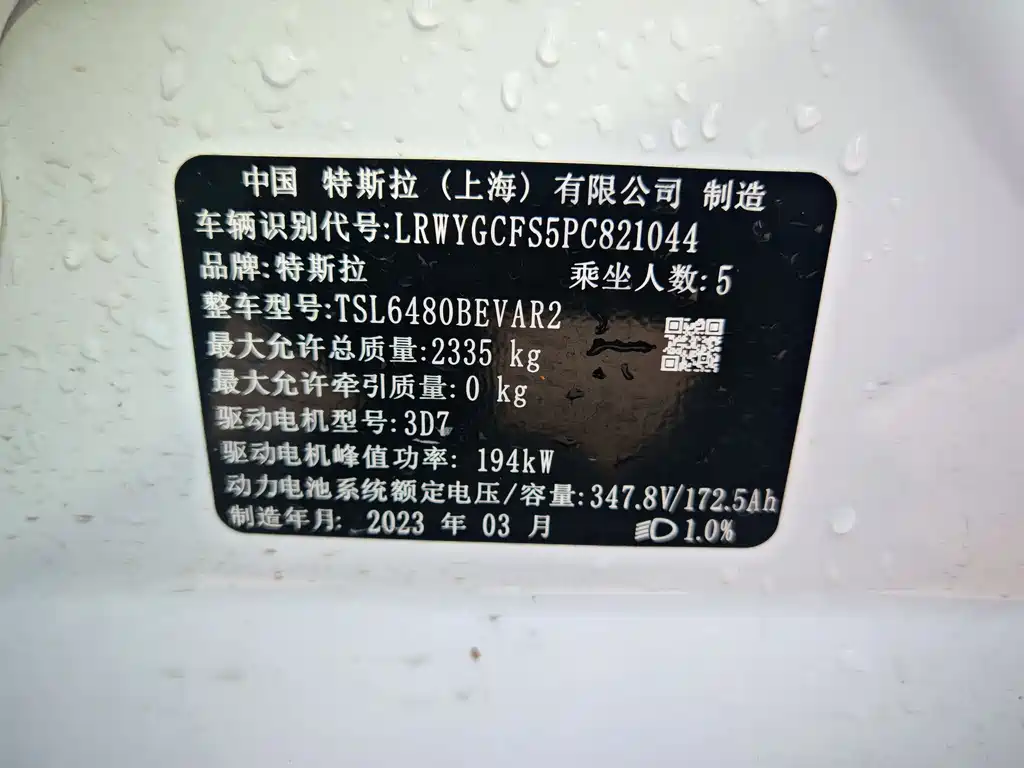 中国 特斯拉（上海）有限公司 制造
车辆识别代号:LRWYGCFS5PC821044
品牌:特斯拉 乘坐人数:5
整车型号:TSL6480BEVAR2
最大允许总质量:2335 kg
最大允许牵引质量:0 kg
驱动电机型号:3D7
驱动电机峰值功率: 194kW
动力电池系统额定电压/容量:347.8V/172.5Ah
制造年月: 2023 年 03 月 1.0%